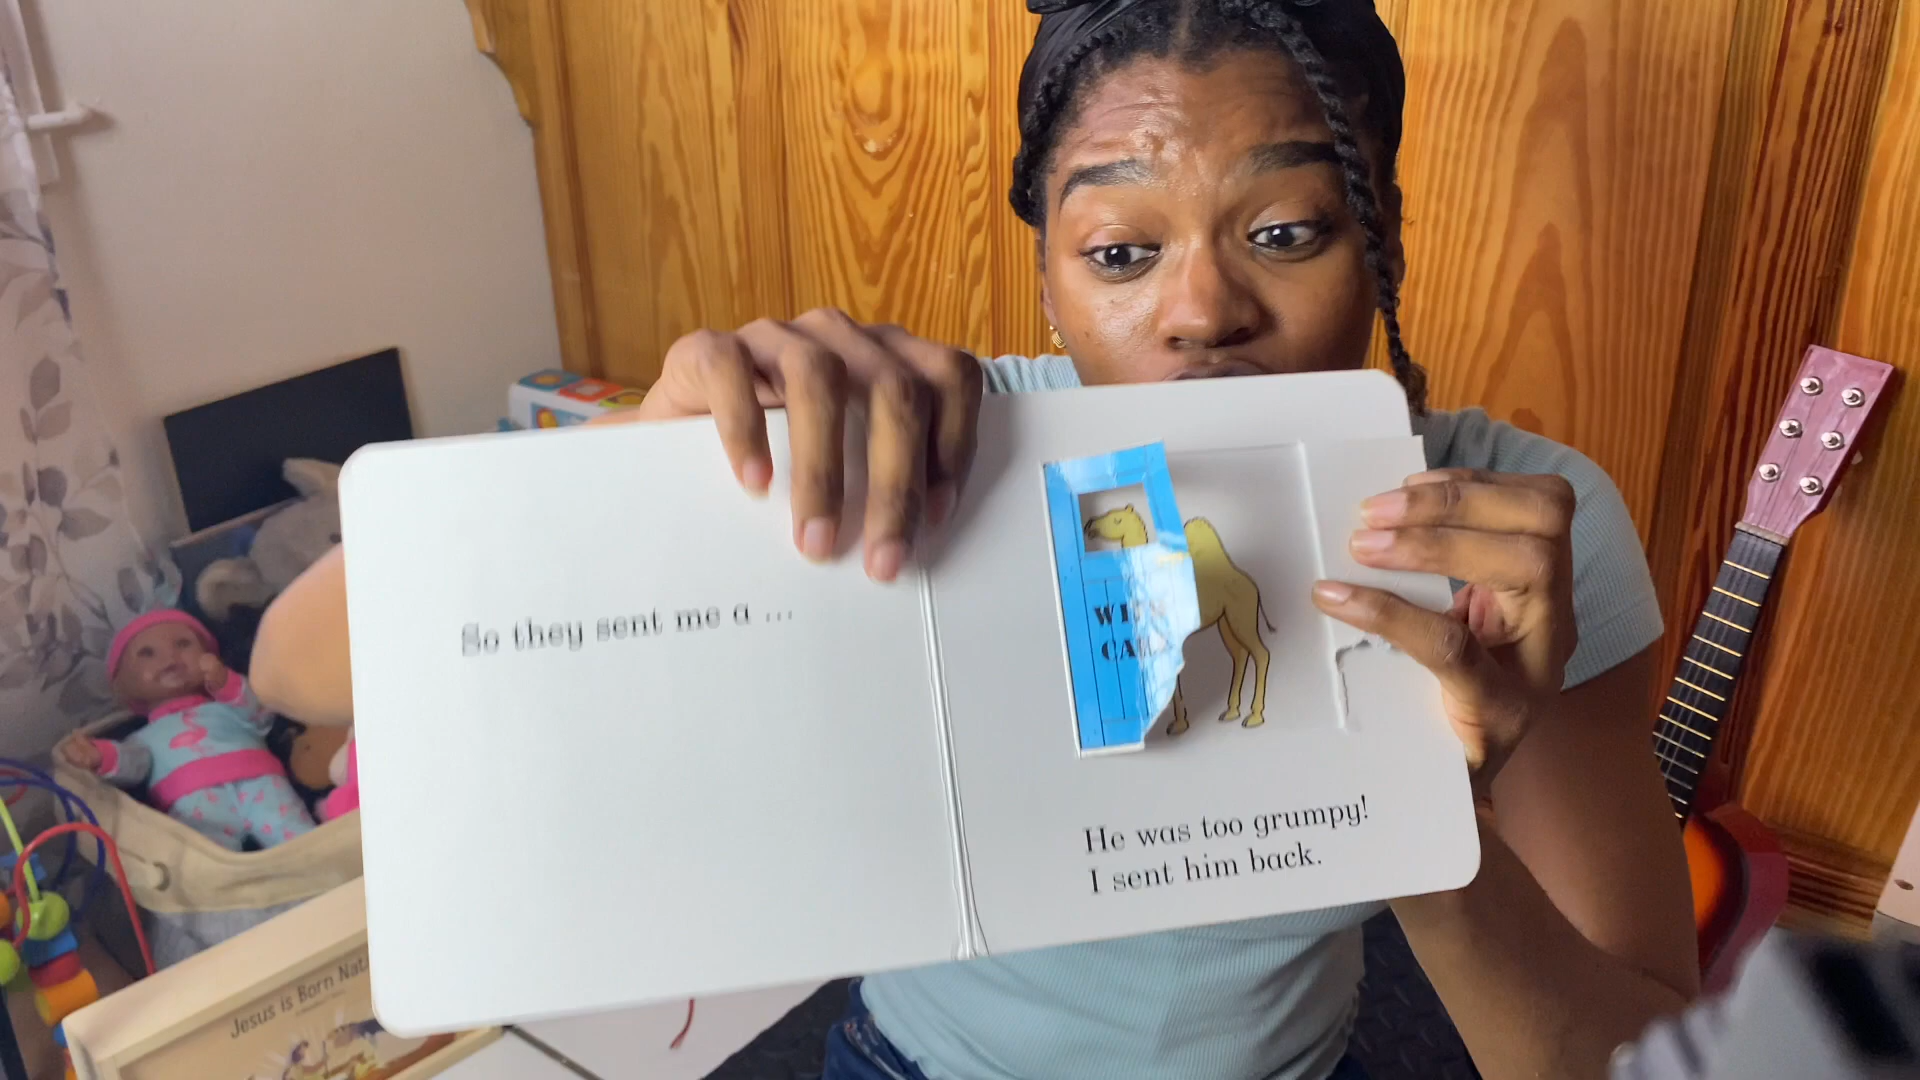 So they sent me a ...
He was too grumpy!
I sent him back.
Jesus is Born